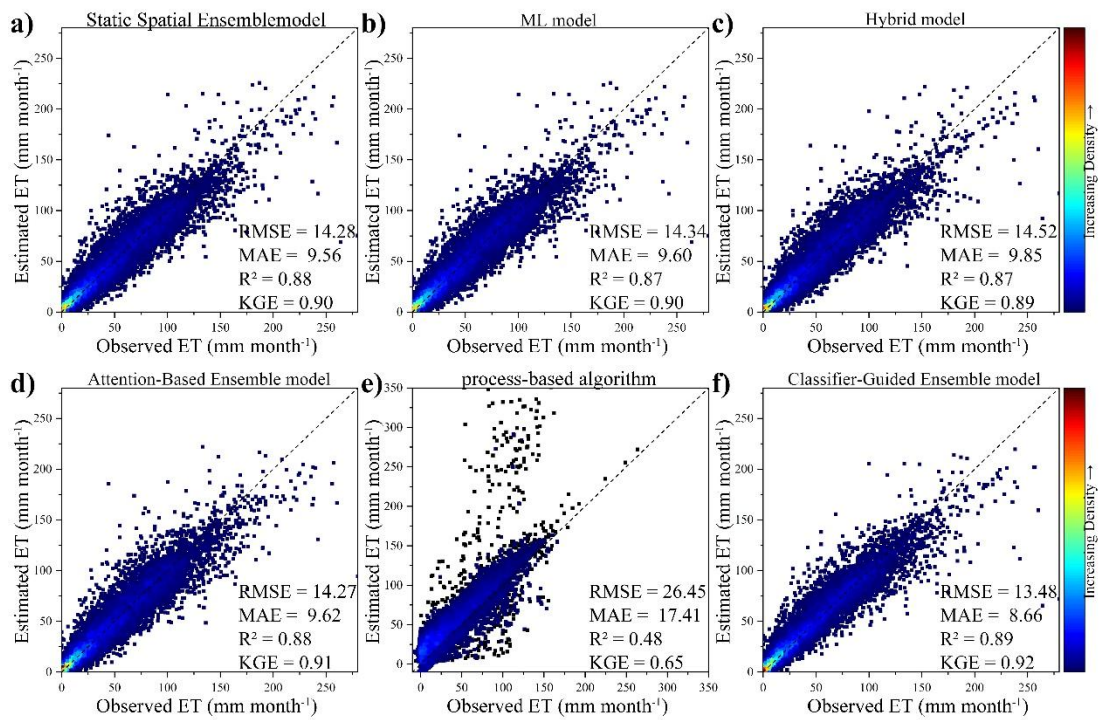 a) Static Spatial Ensemblemodel
Estimated ET (mm month⁻¹)
250
200
150
100
50
0
0 50 100 150 200 250
Observed ET (mm month⁻¹)
RMSE = 14.28
MAE = 9.56
R² = 0.88
KGE = 0.90
b) ML model
Estimated ET (mm month⁻¹)
250
200
150
100
50
0
0 50 100 150 200 250
Observed ET (mm month⁻¹)
RMSE = 14.34
MAE = 9.60
R² = 0.87
KGE = 0.90
c) Hybrid model
Estimated ET (mm month⁻¹)
250
200
150
100
50
0
0 50 100 150 200 250
Observed ET (mm month⁻¹)
RMSE = 14.52
MAE = 9.85
R² = 0.87
KGE = 0.89
Increasing Density →
d) Attention-Based Ensemble model
Estimated ET (mm month⁻¹)
250
200
150
100
50
0
0 50 100 150 200 250
Observed ET (mm month⁻¹)
RMSE = 14.27
MAE = 9.62
R² = 0.88
KGE = 0.91
e) process-based algorithm
Estimated ET (mm month⁻¹)
350
300
250
200
150
100
50
0
0 50 100 150 200 250 300 350
Observed ET (mm month⁻¹)
RMSE = 26.45
MAE = 17.41
R² = 0.48
KGE = 0.65
f) Classifier-Guided Ensemble model
Estimated ET (mm month⁻¹)
250
200
150
100
50
0
0 50 100 150 200 250
Observed ET (mm month⁻¹)
RMSE = 13.48
MAE = 8.66
R² = 0.89
KGE = 0.92
Increasing Density →